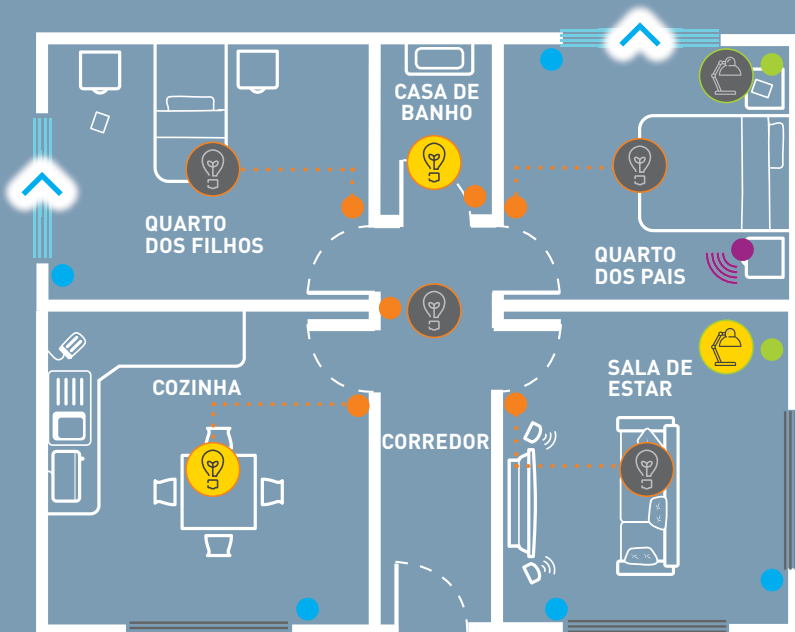 CASA DE
BANHO
QUARTO
DOS FILHOS
QUARTO
DOS PAIS
COZINHA
SALA DE
ESTAR
CORREDOR